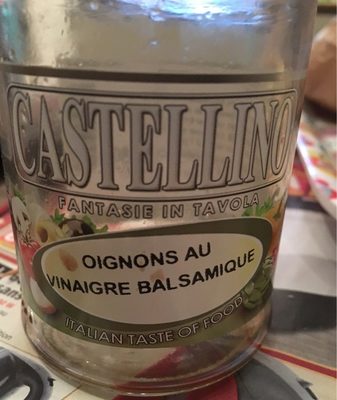 CASTELLINO
FANTASIE IN TAVOLA
OIGNONS AU
VINAIGRE BALSAMIQUE
ITALIAN TASTE OF FOOD